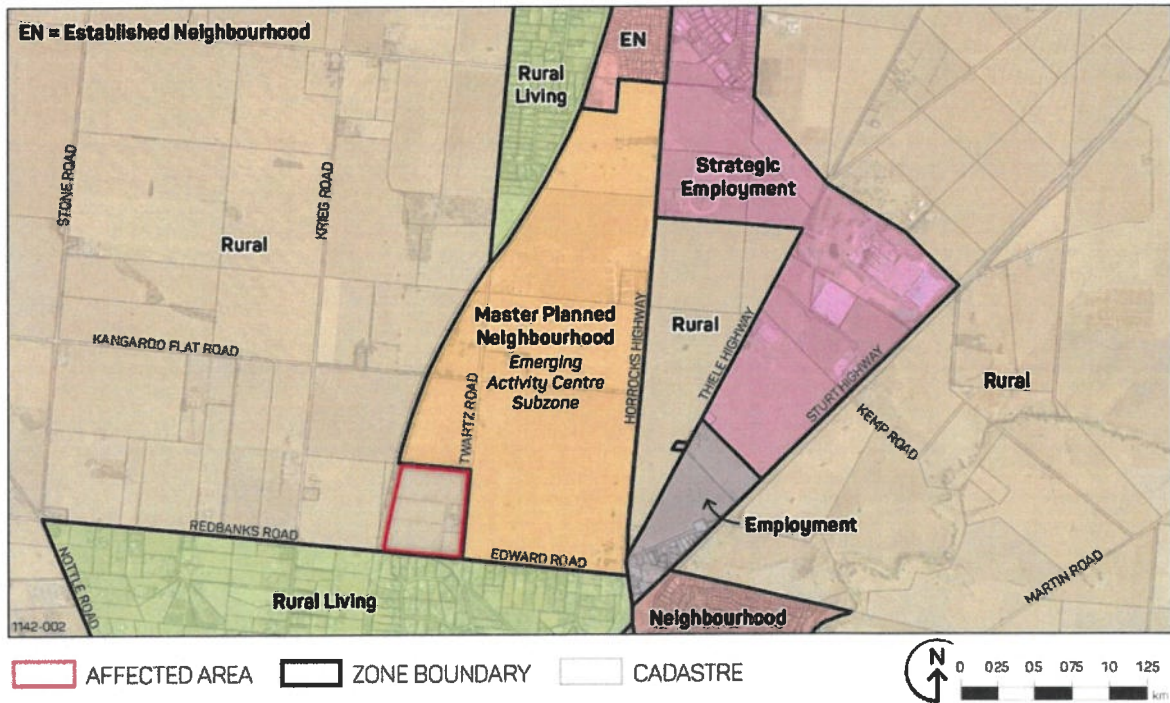 EN = Established Neighbourhood
EN
Rural
Living
Strategic
Employment
STONE ROAD
KRIEG ROAD
Rural
HORROCKS HIGHWAY
Master Planned
Neighbourhood
Emerging
Activity Centre
Subzone
Rural
THIELE HIGHWAY
KANGAROO FLAT ROAD
TWARTZ ROAD
STURT HIGHWAY
Rural
KEMP ROAD
REDBANKS ROAD
EDWARD ROAD
Employment
NOTTLE ROAD
Rural Living
Neighbourhood
MARTIN ROAD
1142-002
AFFECTED AREA
ZONE BOUNDARY
CADASTRE
N
0 025 05 075 10 125
km